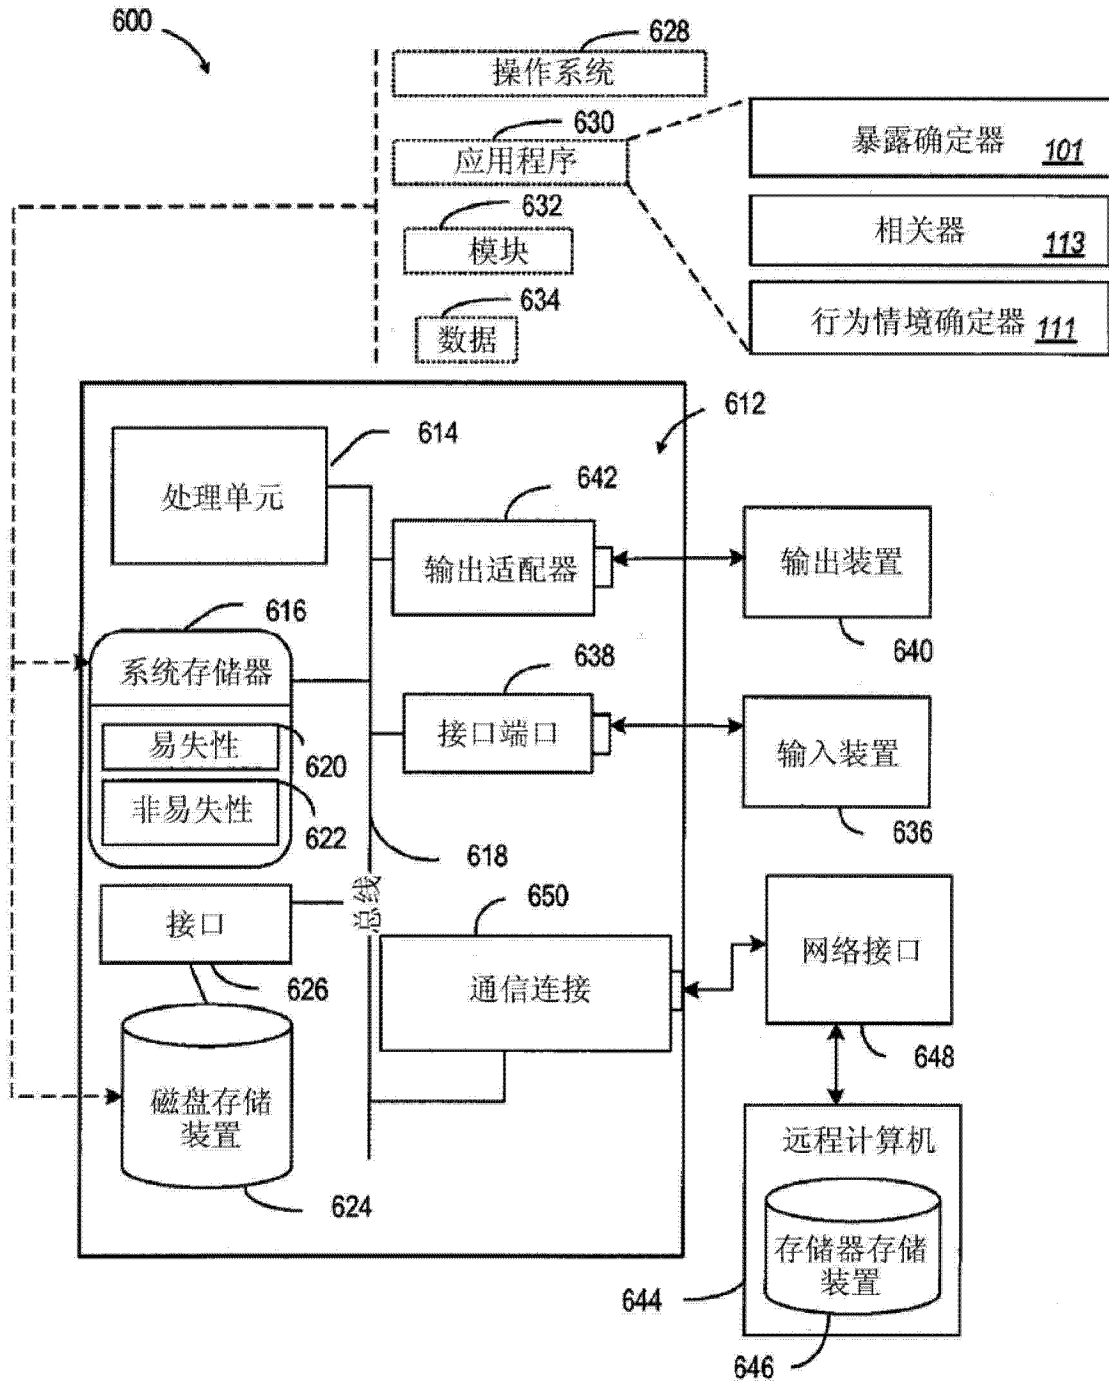 600
628
操作系统
630
应用程序
暴露确定器 101
632
模块
相关器 113
634
数据
行为情境确定器 111
612
614
处理单元
642
输出适配器
输出装置
640
616
系统存储器
易失性
620
非易失性
622
638
接口端口
输入装置
636
618
总线
接口
626
650
通信连接
网络接口
648
磁盘存储
装置
624
远程计算机
存储器存储
装置
644
646